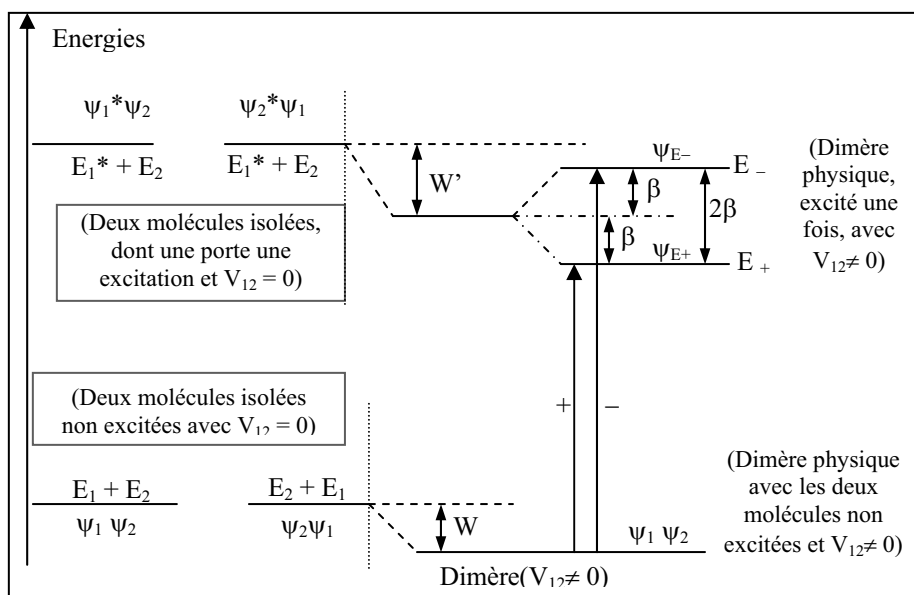 Energies
ψ₁*ψ₂
ψ₂*ψ₁
E₁* + E₂
E₁* + E₂
W’
ψE−
E −
β
2β
β
ψE+
E +
(Dimère
physique,
excité une
fois, avec
V₁₂≠ 0)
(Deux molécules isolées,
dont une porte une
excitation et V₁₂ = 0)
(Deux molécules isolées
non excitées avec V₁₂ = 0)
+
−
E₁ + E₂
E₂ + E₁
ψ₁ ψ₂
ψ₂ψ₁
W
ψ₁ ψ₂
(Dimère physique
avec les deux
molécules non
excitées et V₁₂≠ 0)
Dimère(V₁₂≠ 0)